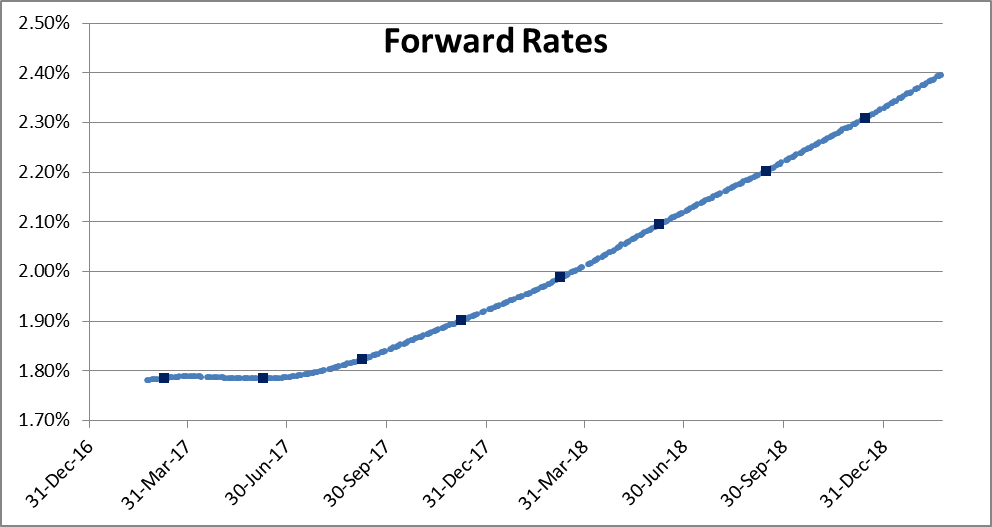 Forward Rates
2.50%
2.40%
2.30%
2.20%
2.10%
2.00%
1.90%
1.80%
1.70%
31-Dec-16
31-Mar-17
30-Jun-17
30-Sep-17
31-Dec-17
31-Mar-18
30-Jun-18
30-Sep-18
31-Dec-18